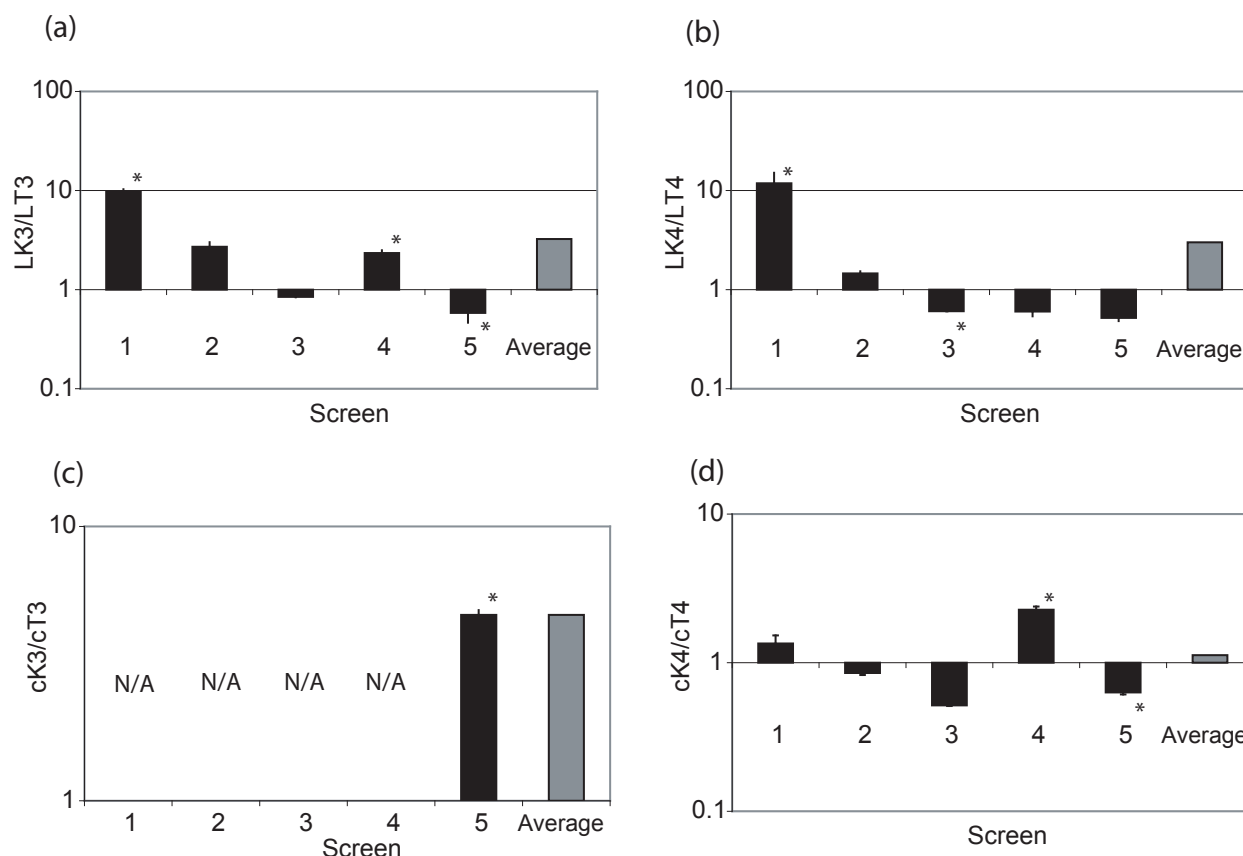 (a)
100
10
1
0.1
LK3/LT3
*
*
*
1 2 3 4 5 Average
Screen
(b)
100
10
1
0.1
LK4/LT4
*
*
1 2 3 4 5 Average
Screen
(c)
10
1
cK3/cT3
N/A N/A N/A N/A
*
1 2 3 4 5 Average
Screen
(d)
10
1
0.1
cK4/cT4
*
*
1 2 3 4 5 Average
Screen